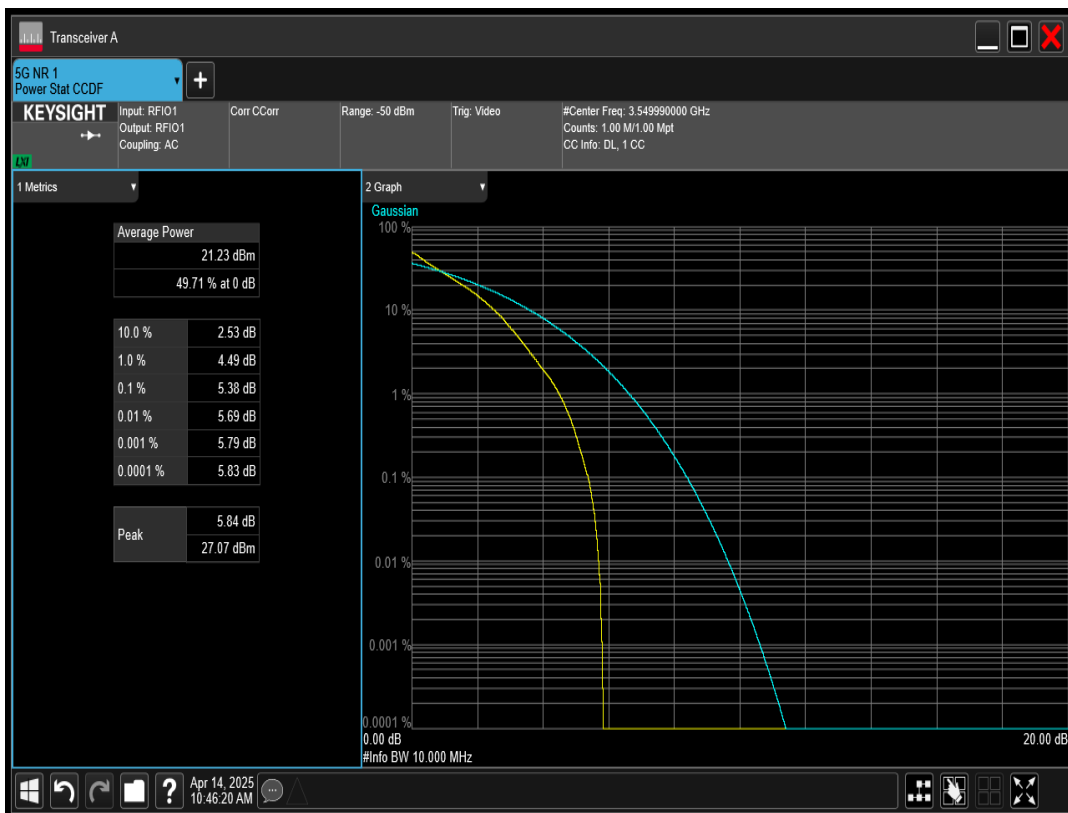 Transceiver A
5G NR 1
Power Stat CCDF
KEYSIGHT
LXI
Input: RFIO1
Output: RFIO1
Coupling: AC
Corr CCorr
Range: -50 dBm
Trig: Video
#Center Freq: 3.549990000 GHz
Counts: 1.00 M/1.00 Mpt
CC Info: DL, 1 CC
1 Metrics
Average Power
21.23 dBm
49.71 % at 0 dB
10.0 % 2.53 dB
1.0 % 4.49 dB
0.1 % 5.38 dB
0.01 % 5.69 dB
0.001 % 5.79 dB
0.0001 % 5.83 dB
Peak 5.84 dB
27.07 dBm
2 Graph
Gaussian
100 %
10 %
1 %
0.1 %
0.01 %
0.001 %
0.0001 %
0.00 dB 20.00 dB
#Info BW 10.000 MHz
Apr 14, 2025
10:46:20 AM